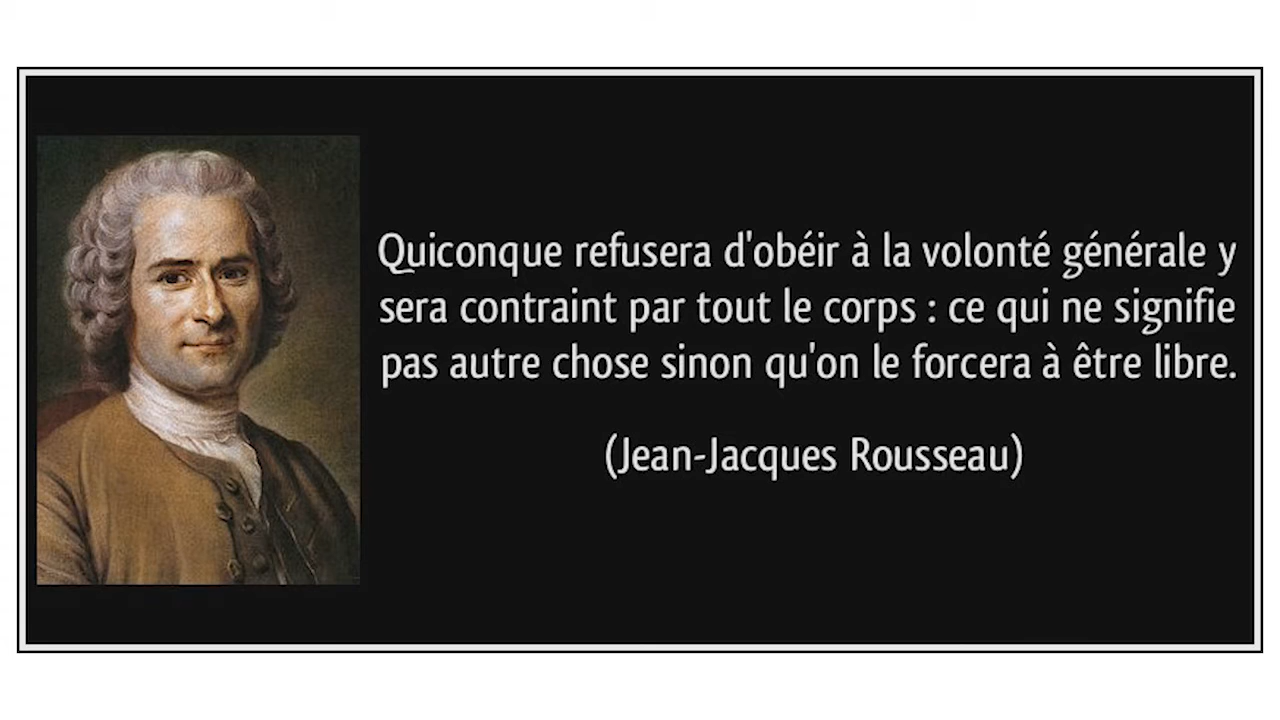 Quiconque refusera d'obéir à la volonté générale y
sera contraint par tout le corps : ce qui ne signifie
pas autre chose sinon qu'on le forcera à être libre.
(Jean-Jacques Rousseau)